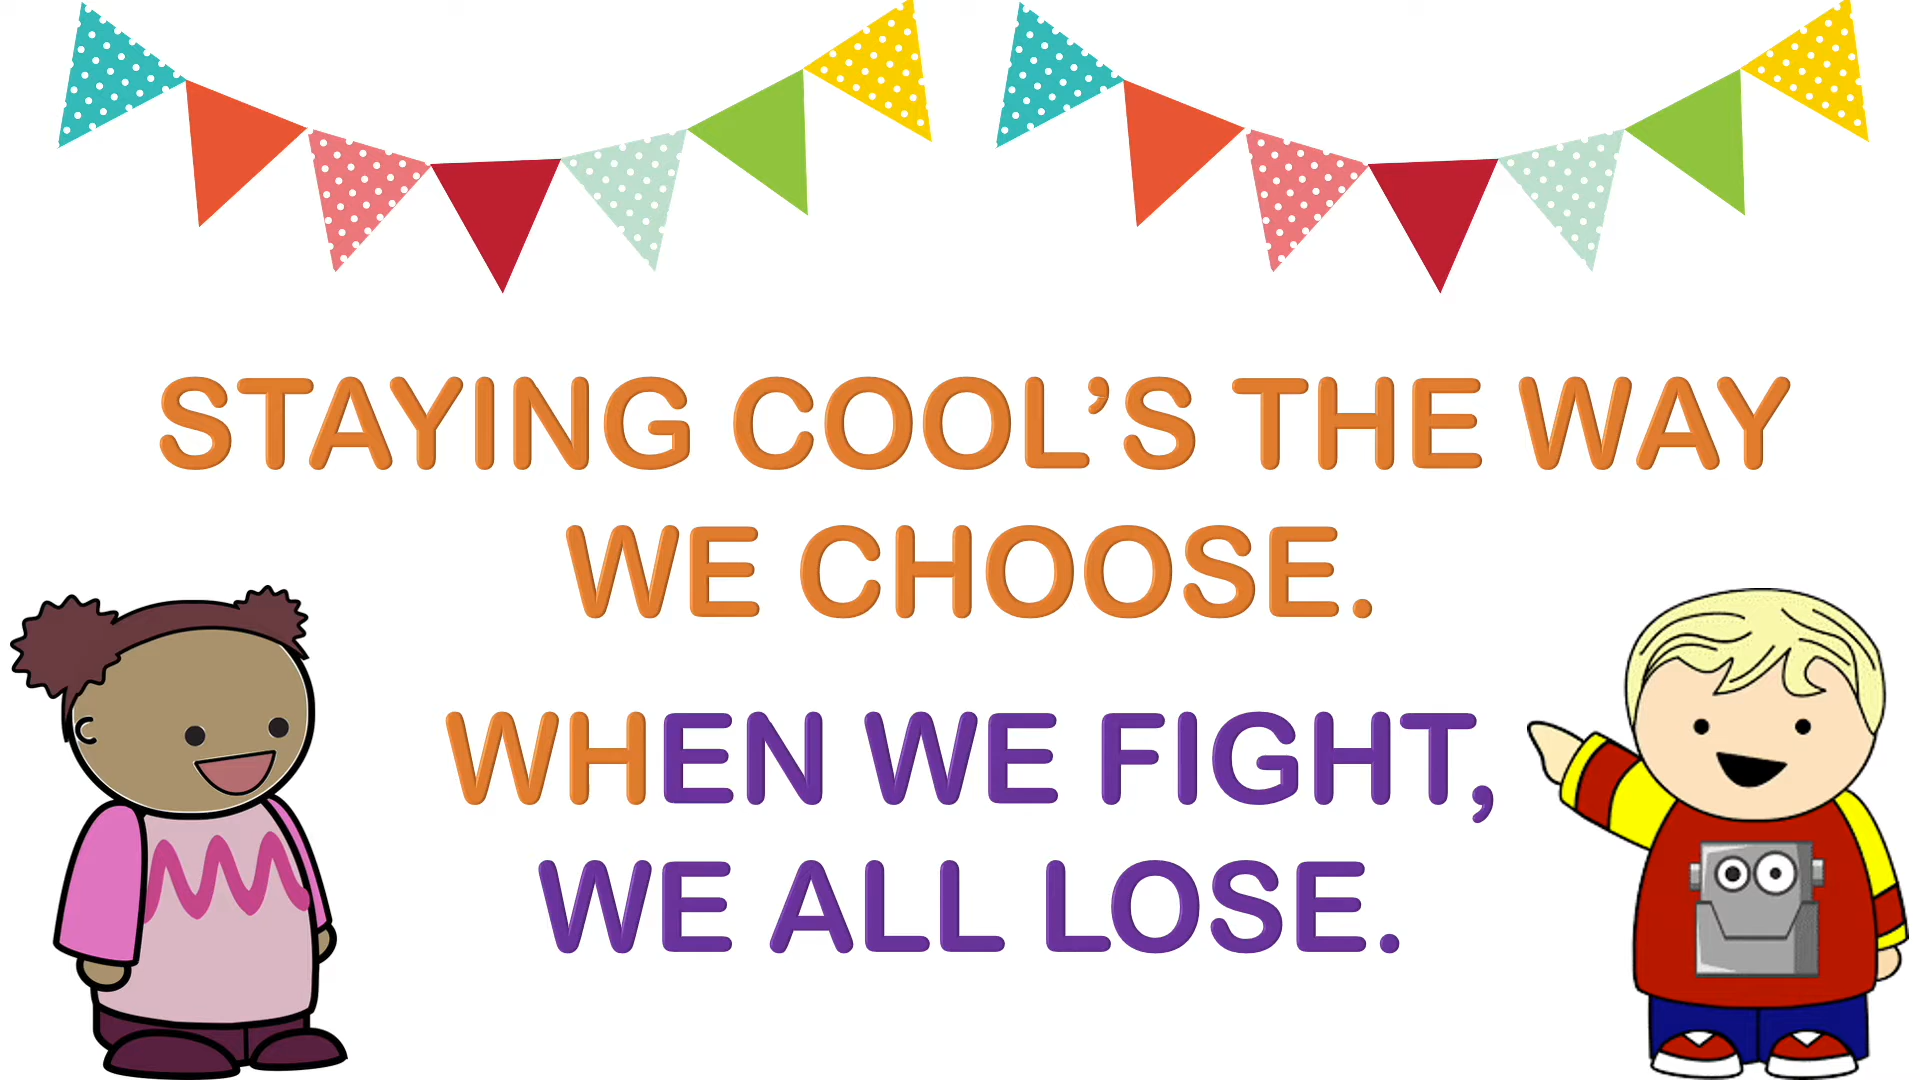 STAYING COOL’S THE WAY
WE CHOOSE.
WHEN WE FIGHT,
WE ALL LOSE.